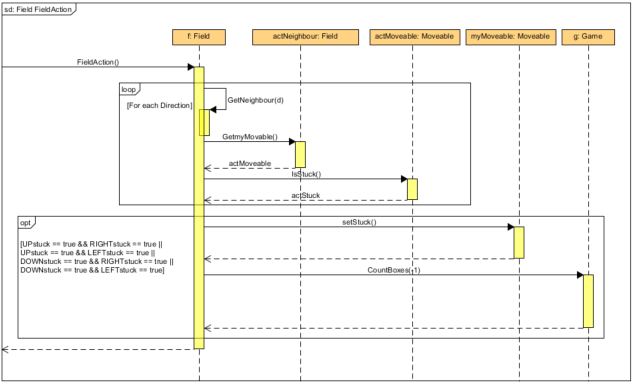 sd: Field FieldAction
f: Field
actNeighbour: Field
actMoveable: Moveable
myMoveable: Moveable
g: Game
FieldAction()
loop
[For each Direction]
GetNeighbour(d)
GetmyMovable()
actMoveable
IsStuck()
actStuck
opt
setStuck()
[UPstuck == true && RIGHTstuck == true ||
UPstuck == true && LEFTstuck == true ||
DOWNstuck == true && RIGHTstuck == true ||
DOWNstuck == true && LEFTstuck == true]
CountBoxes(-1)